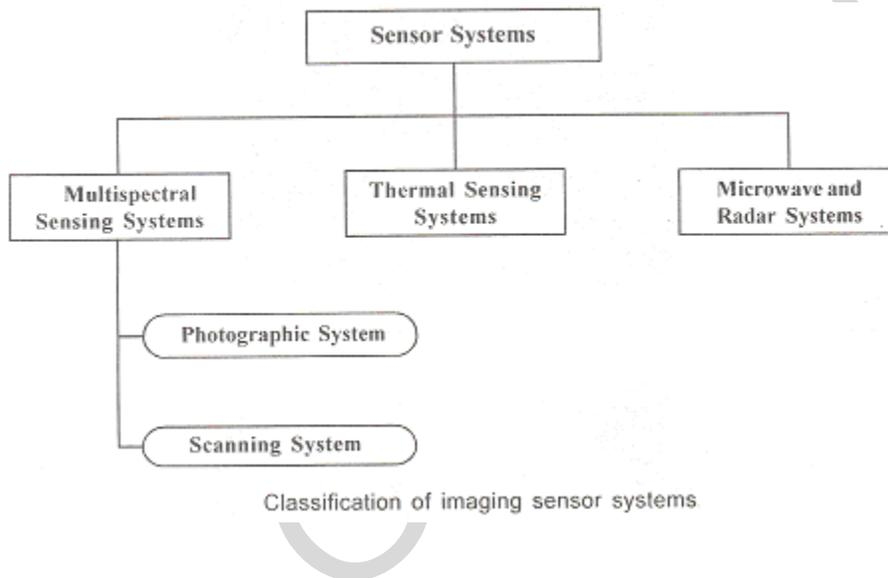 Sensor Systems
Multispectral
Sensing Systems
Thermal Sensing
Systems
Microwave and
Radar Systems
Photographic System
Scanning System
Classification of imaging sensor systems